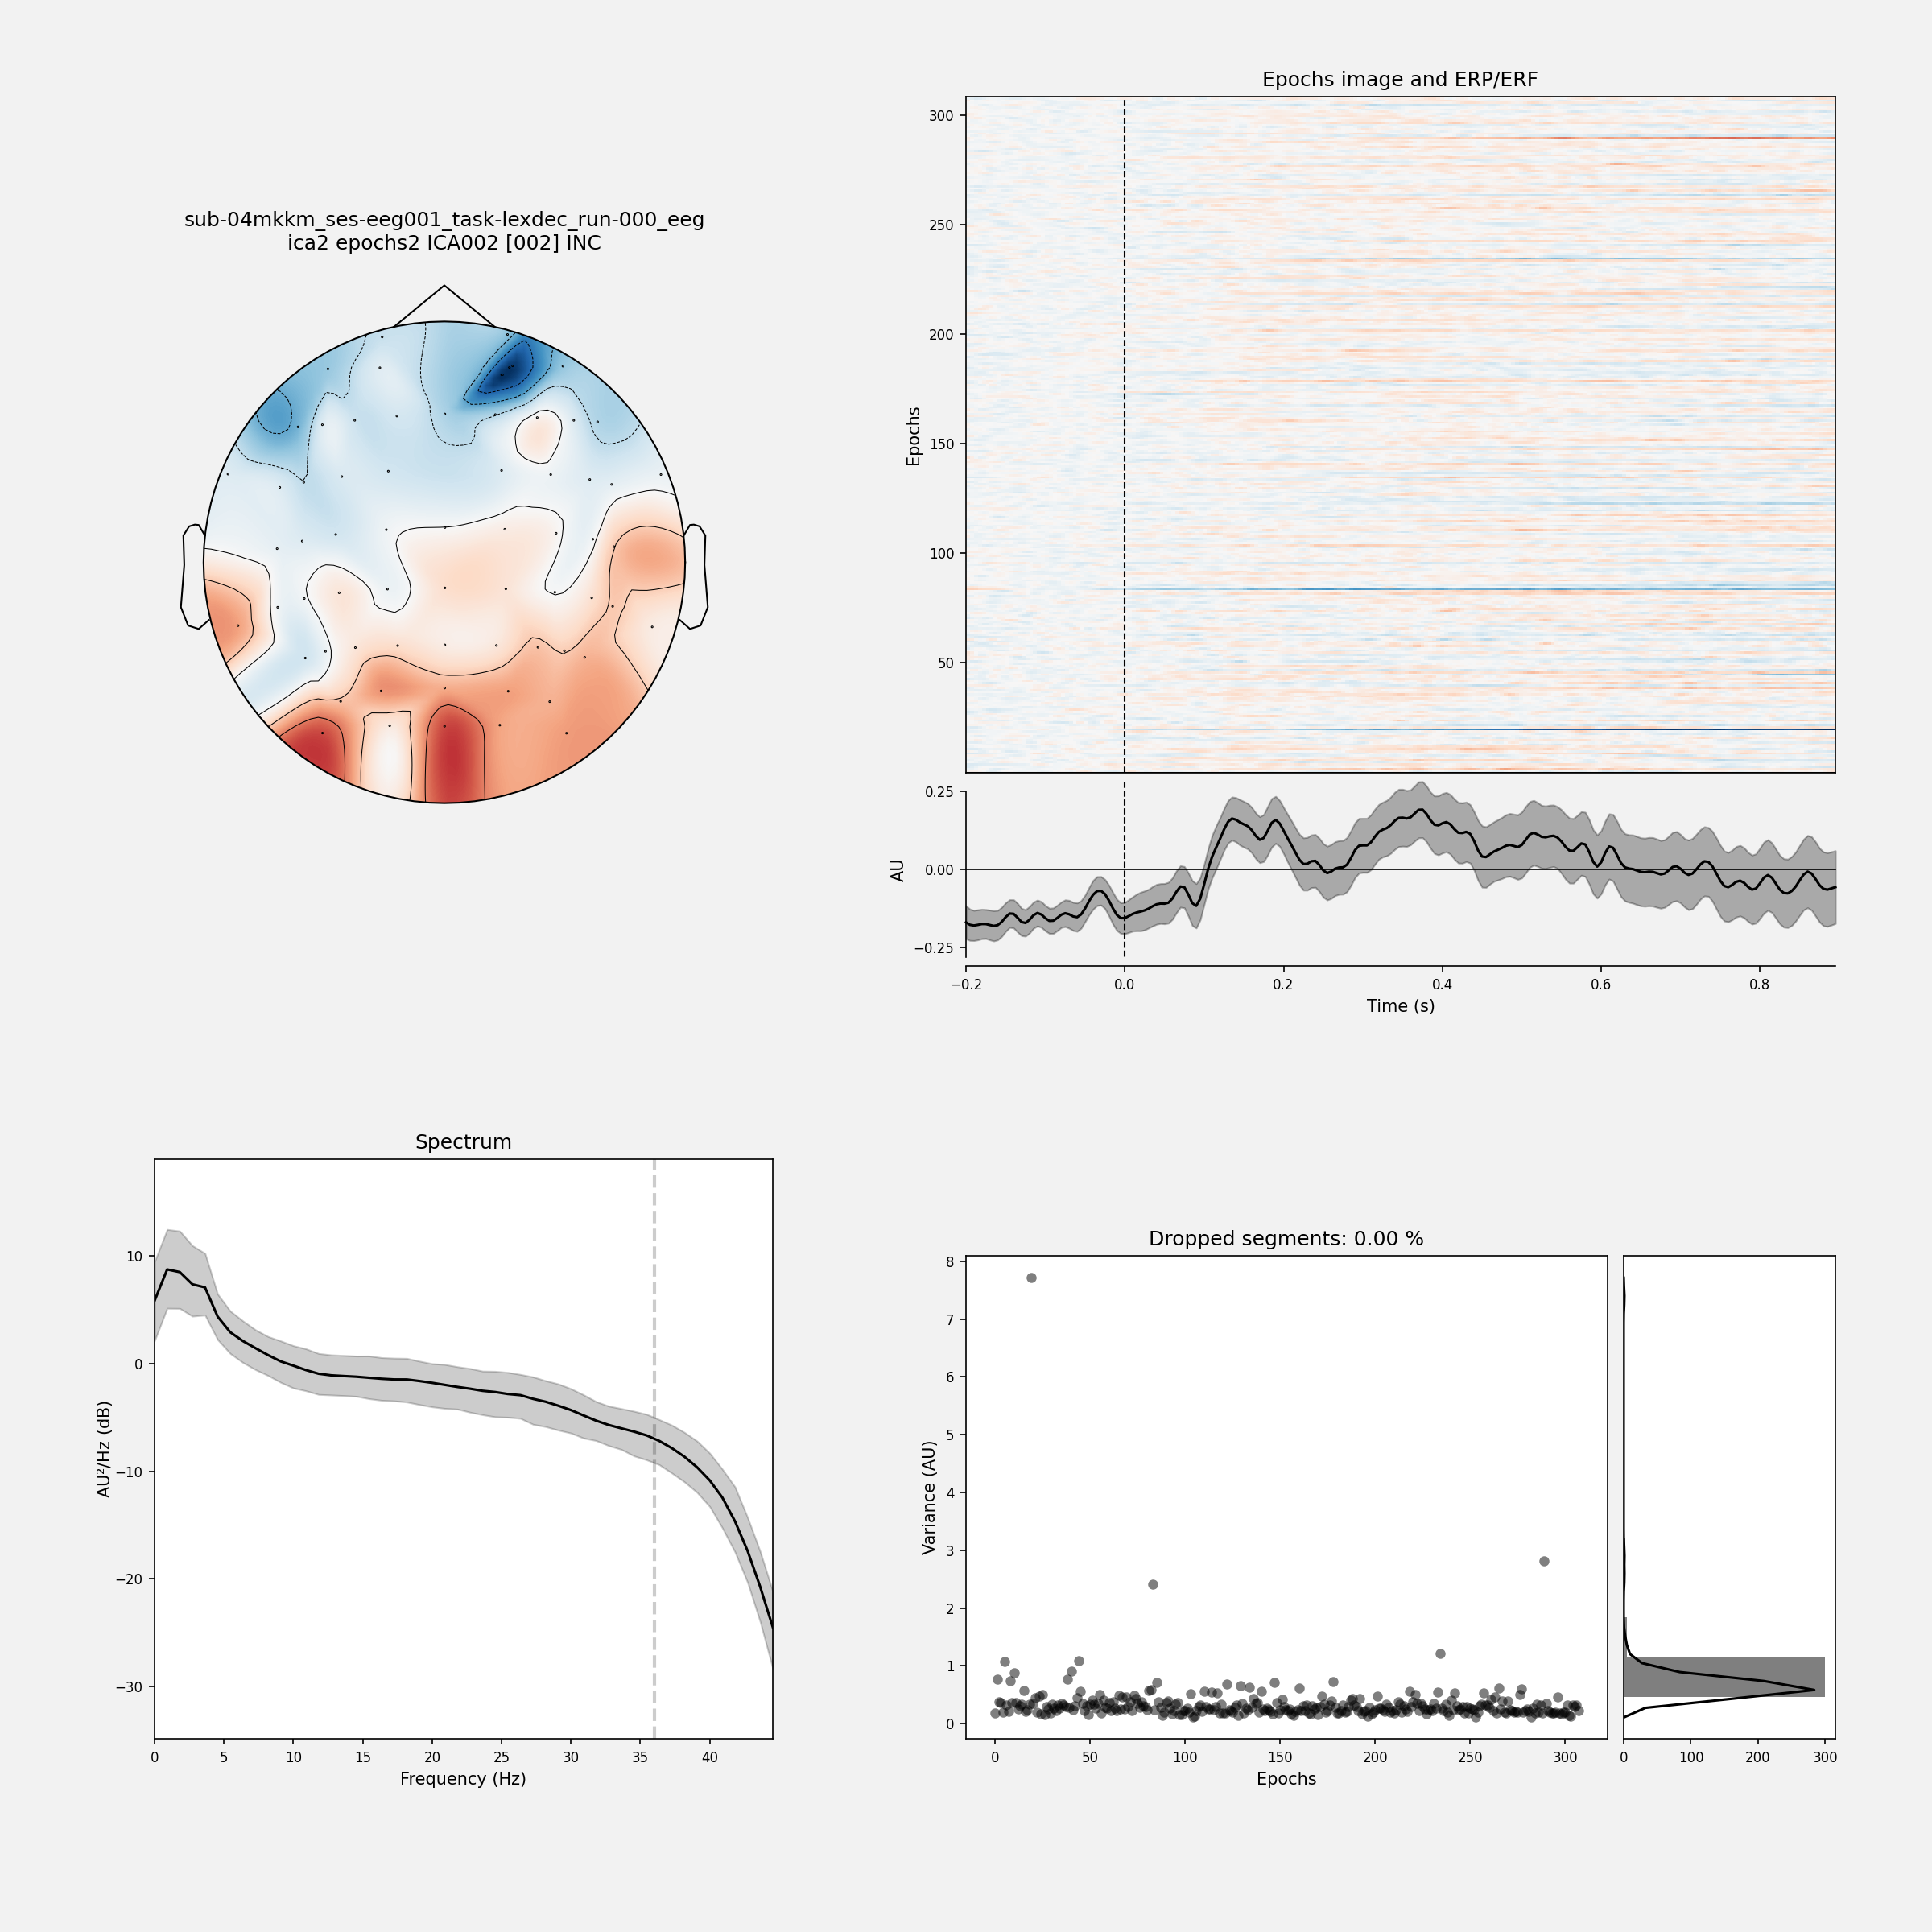 sub-04mkkm_ses-eeg001_task-lexdec_run-000_eeg
ica2 epochs2 ICA002 [002] INC
Epochs image and ERP/ERF
Epochs
300
250
200
150
100
50
AU
0.25
0.00
−0.25
−0.2 0.0 0.2 0.4 0.6 0.8
Time (s)
Spectrum
AU²/Hz (dB)
10
0
−10
−20
−30
0 5 10 15 20 25 30 35 40
Frequency (Hz)
Dropped segments: 0.00 %
Variance (AU)
8
7
6
5
4
3
2
1
0
0 50 100 150 200 250 300
Epochs
0 100 200 300